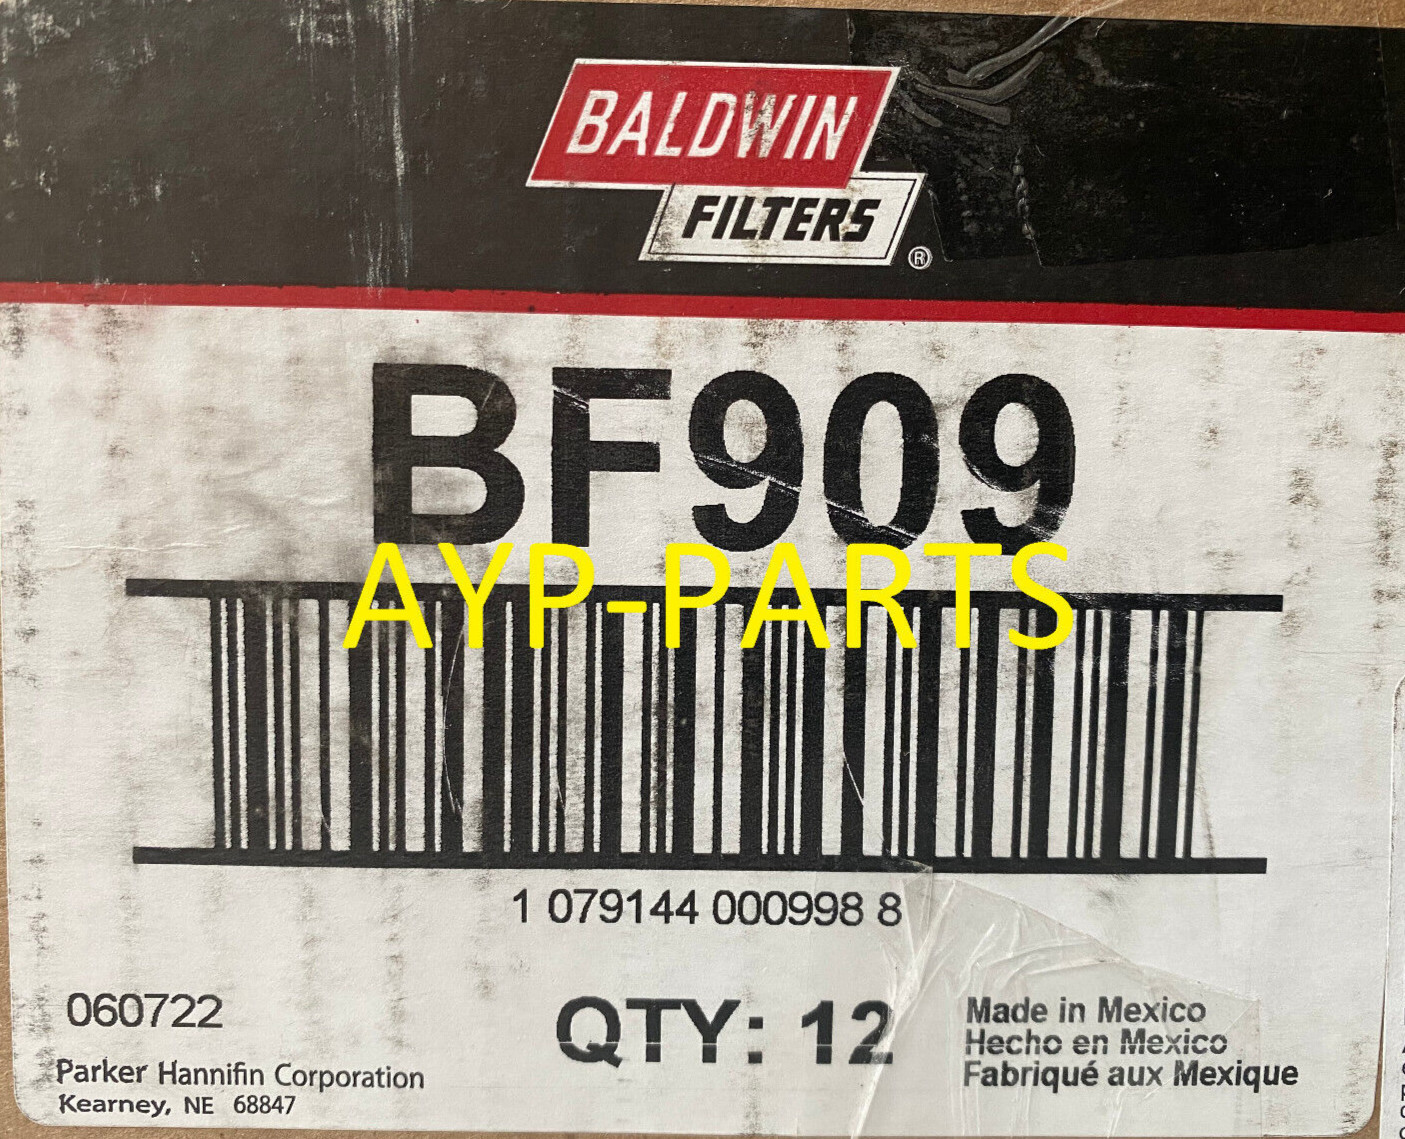 BALDWIN
FILTERS
®
BF909
AYP-PARTS
1 079144 000998 8
060722
QTY: 12
Made in Mexico
Hecho en Mexico
Fabriqué aux Mexique
Parker Hannifin Corporation
Kearney, NE 68847